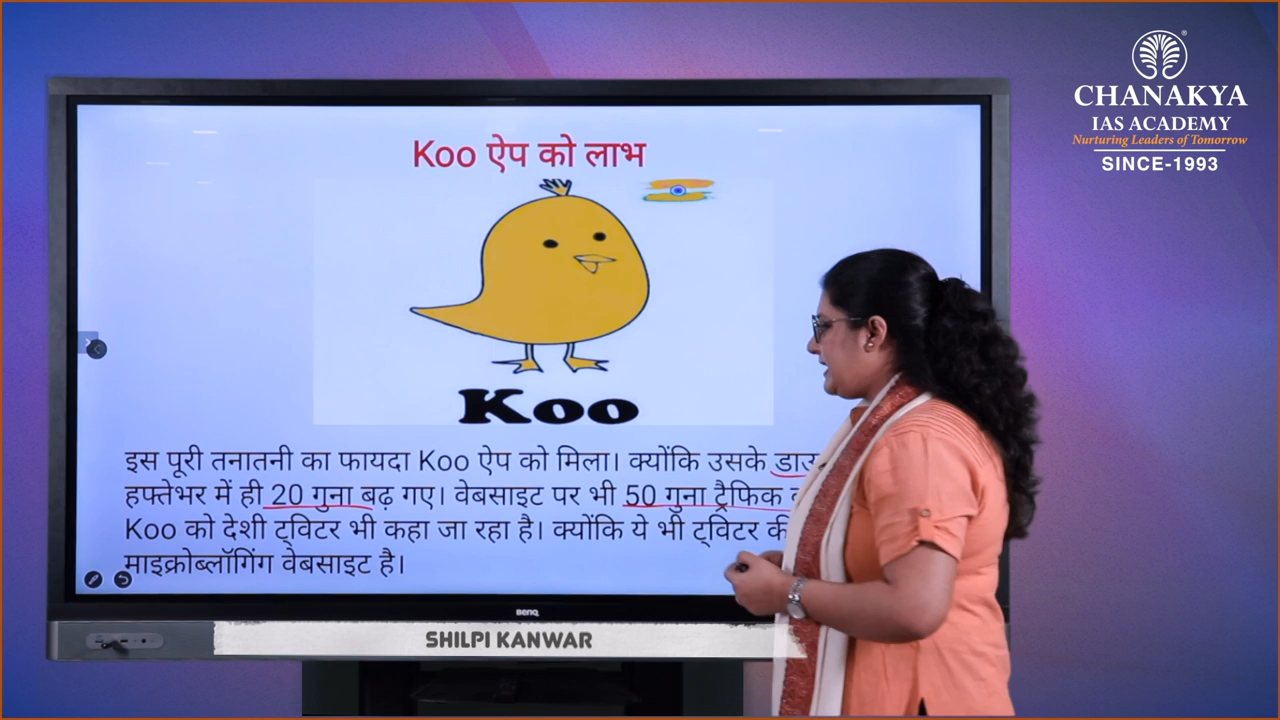 CHANAKYA
IAS ACADEMY
Nurturing Leaders of Tomorrow
SINCE-1993
Koo ऐप को लाभ
Koo
इस पूरी तनातनी का फायदा Koo ऐप को मिला। क्योंकि उसके
हफ्तेभर में ही 20 गुना बढ़ गए। वेबसाइट पर भी 50 गुना ट्रैफिक
Koo को देशी ट्विटर भी कहा जा रहा है। क्योंकि ये भी ट्विटर की
माइक्रोब्लॉगिंग वेबसाइट है।
BENQ
SHILPI KANWAR